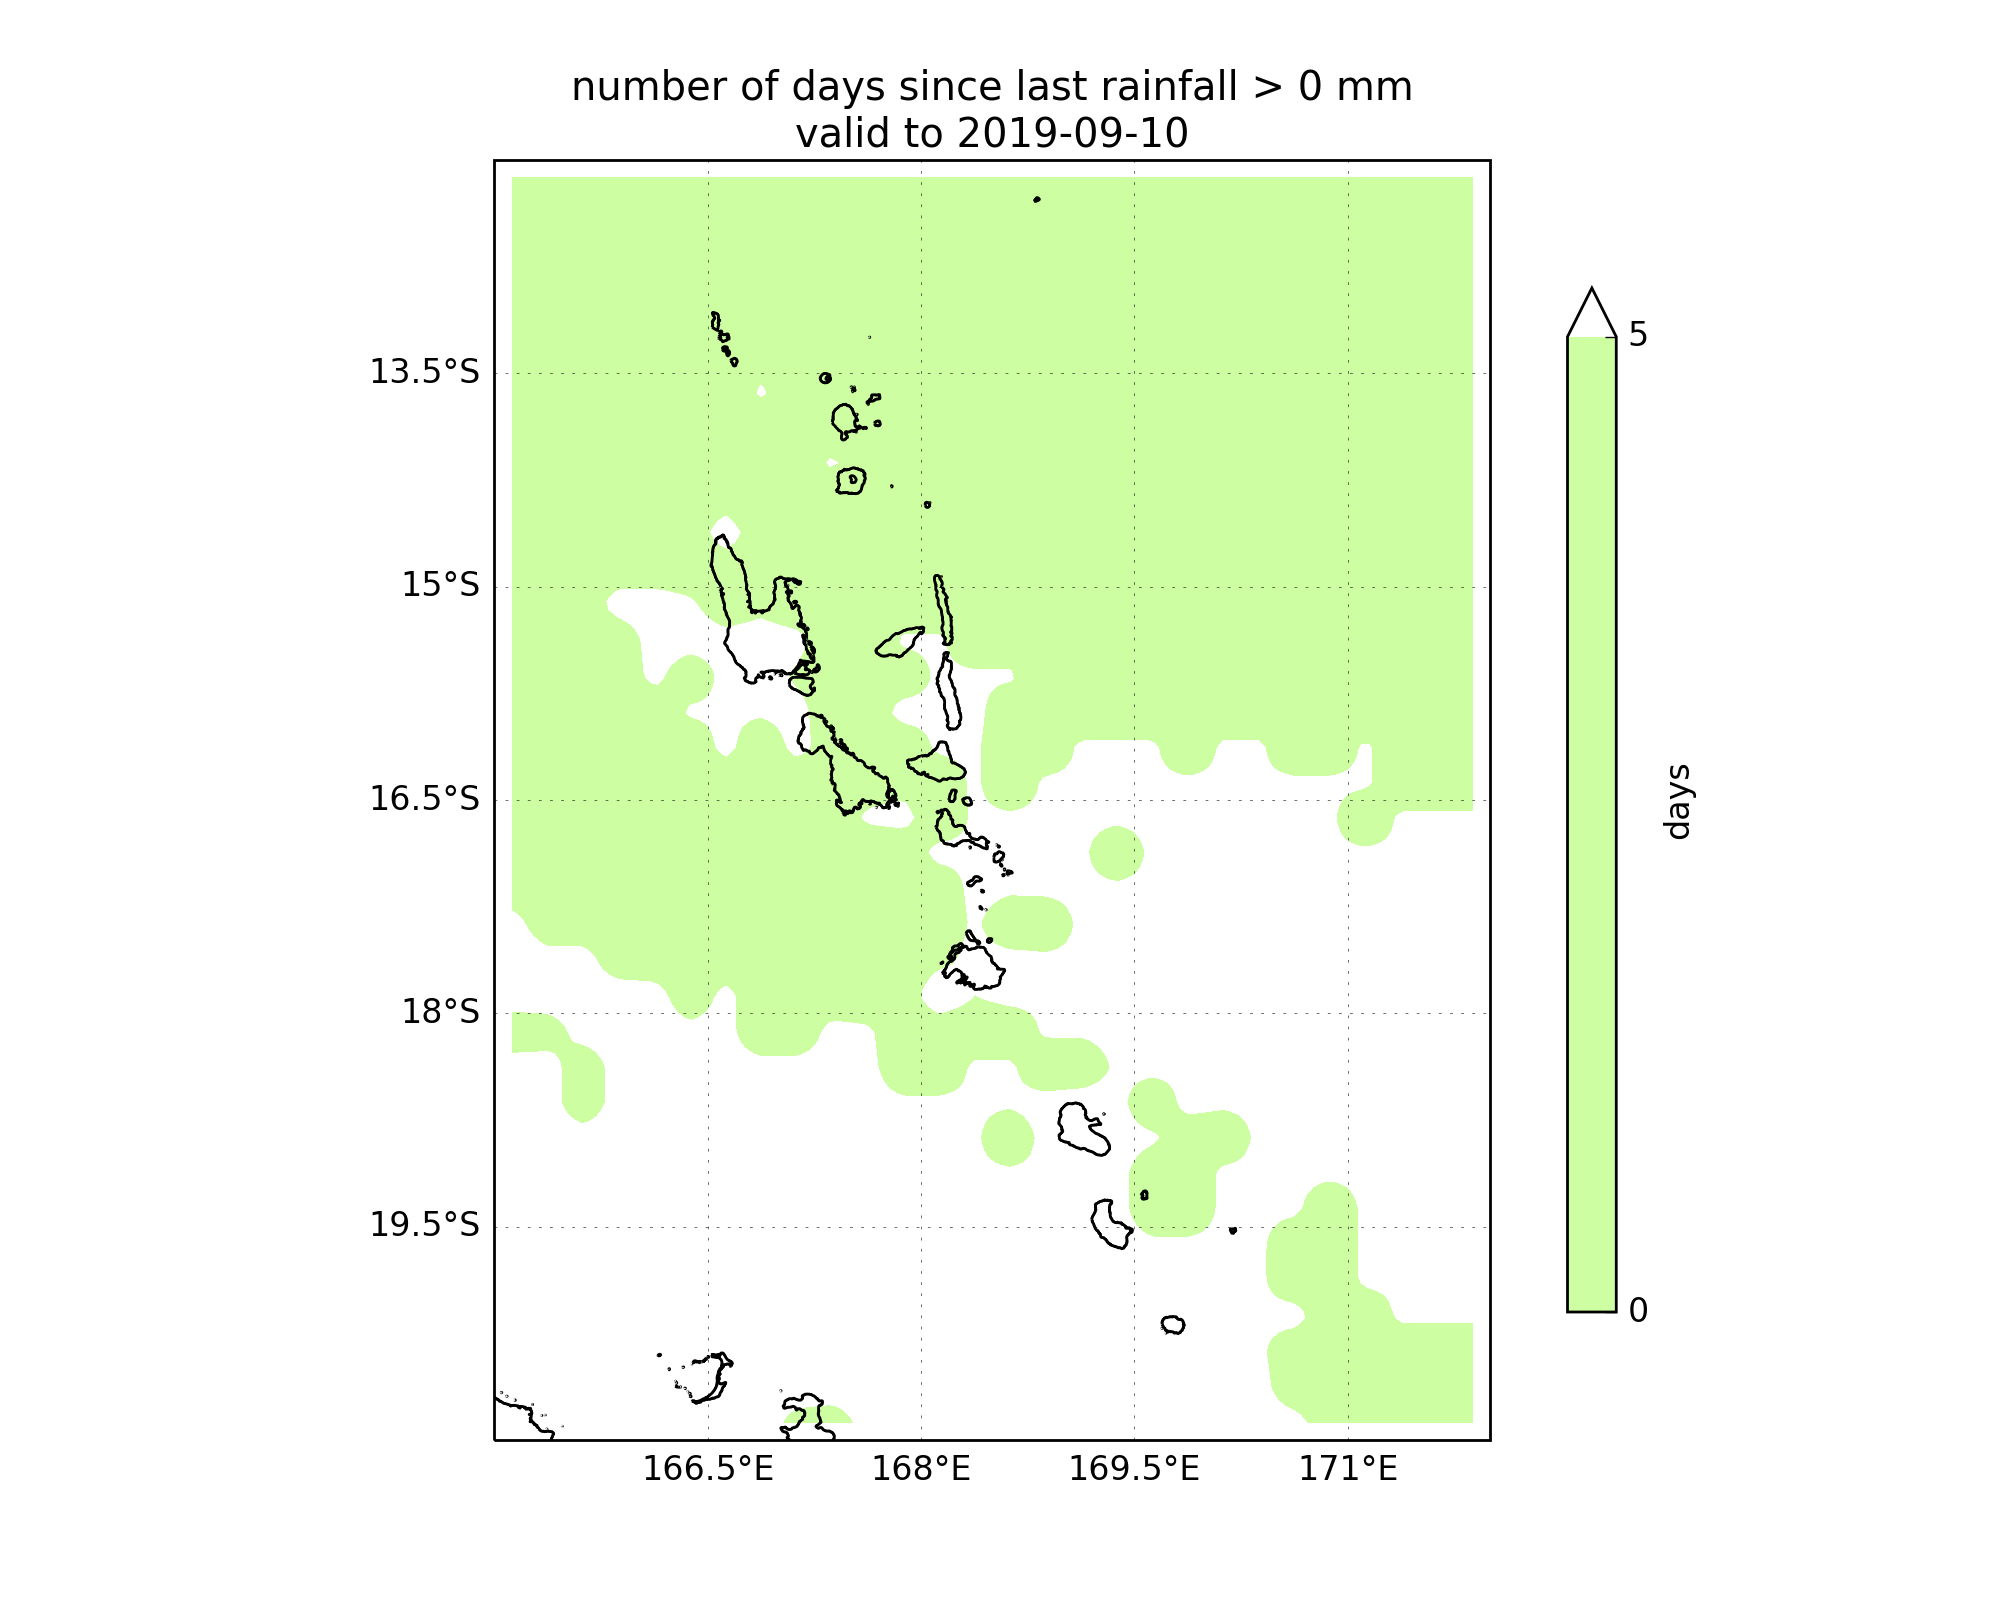 number of days since last rainfall > 0 mm
valid to 2019-09-10
13.5°S
15°S
16.5°S
18°S
19.5°S
166.5°E
168°E
169.5°E
171°E
5
0
days